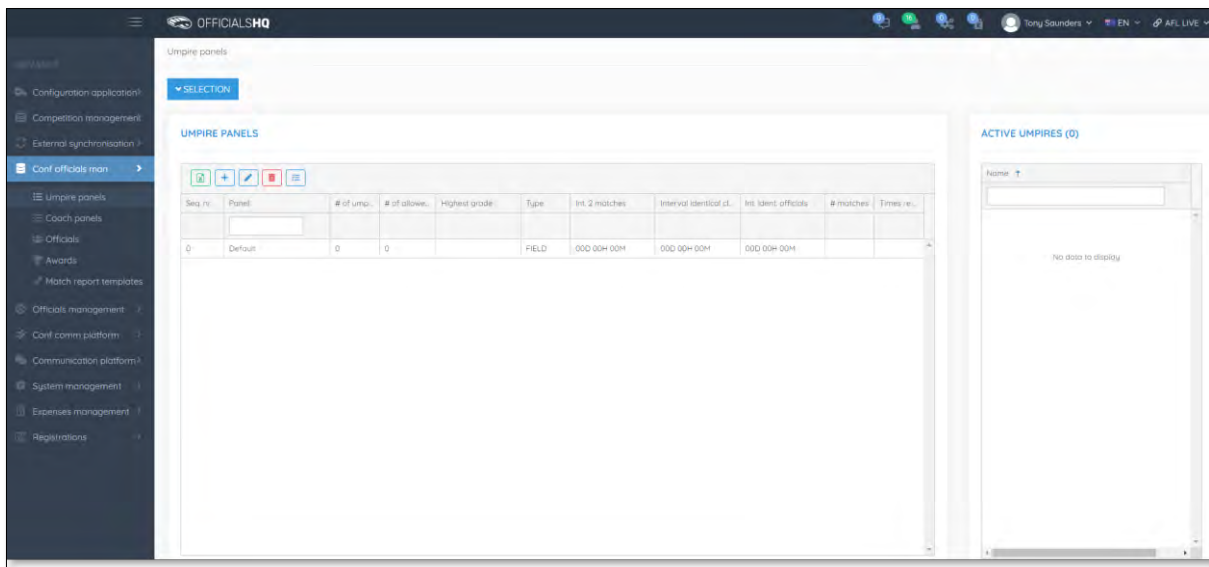 OFFICIALSHQ
Tony Saunders
EN
AFL LIVE
Umpire panels
SELECTION
Configuration application
Competition management
External synchronisation
Conf officials man
Umpire panels
Coach panels
Officials
Awards
Match report templates
Officials management
Conf comm platform
Communication platform
System management
Expenses management
Registrations
UMPIRE PANELS
Seq. nr. Panel # of ump... # of allowe... Highest grade Type Int. 2 matches Interval identical cl... Int. ident. officials # matches Times re...
0 Default 0 0 FIELD 00D 00H 00M 00D 00H 00M 00D 00H 00M
ACTIVE UMPIRES (0)
Name
No data to display